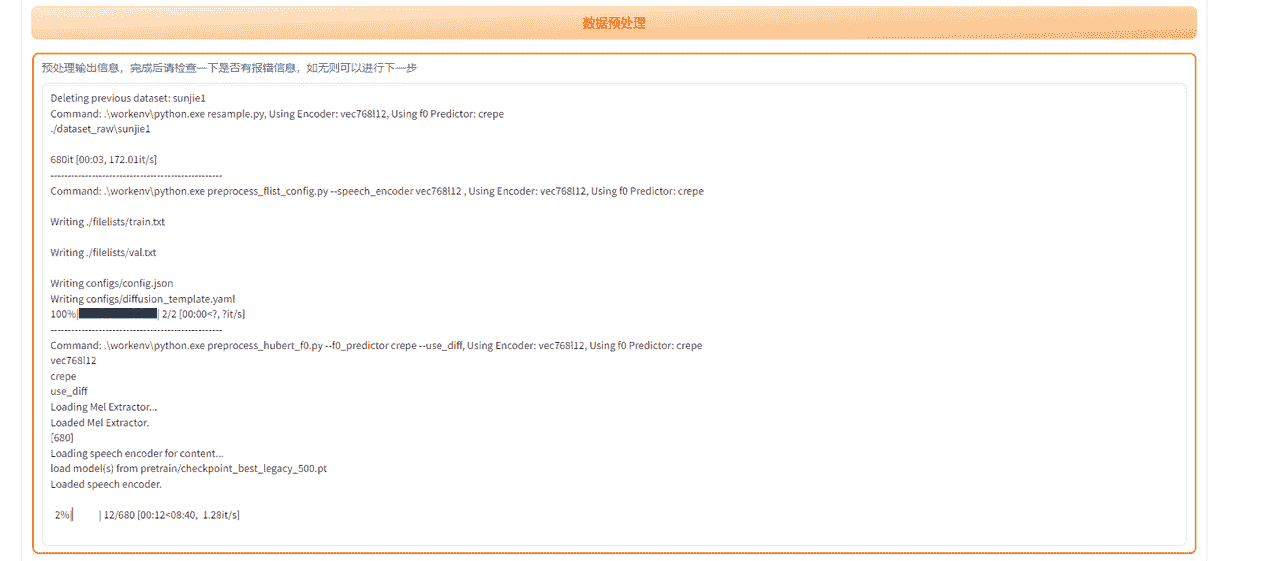 数据预处理
预处理输出信息，完成后请检查一下是否有报错信息，如无则可以进行下一步
Deleting previous dataset: sunjie1
Command: .\workenv\python.exe resample.py, Using Encoder: vec768l12, Using f0 Predictor: crepe
./dataset_raw\sunjie1
680it [00:03, 172.01it/s]
--------------------------------------------------
Command: .\workenv\python.exe preprocess_flist_config.py --speech_encoder vec768l12 , Using Encoder: vec768l12, Using f0 Predictor: crepe
Writing ./filelists/train.txt
Writing ./filelists/val.txt
Writing configs/config.json
Writing configs/diffusion_template.yaml
100%|██████████| 2/2 [00:00<?, ?it/s]
--------------------------------------------------
Command: .\workenv\python.exe preprocess_hubert_f0.py --f0_predictor crepe --use_diff, Using Encoder: vec768l12, Using f0 Predictor: crepe
vec768l12
crepe
use_diff
Loading Mel Extractor...
Loaded Mel Extractor.
[680]
Loading speech encoder for content...
load model(s) from pretrain/checkpoint_best_legacy_500.pt
Loaded speech encoder.
2%|▏ | 12/680 [00:12<08:40, 1.28it/s]